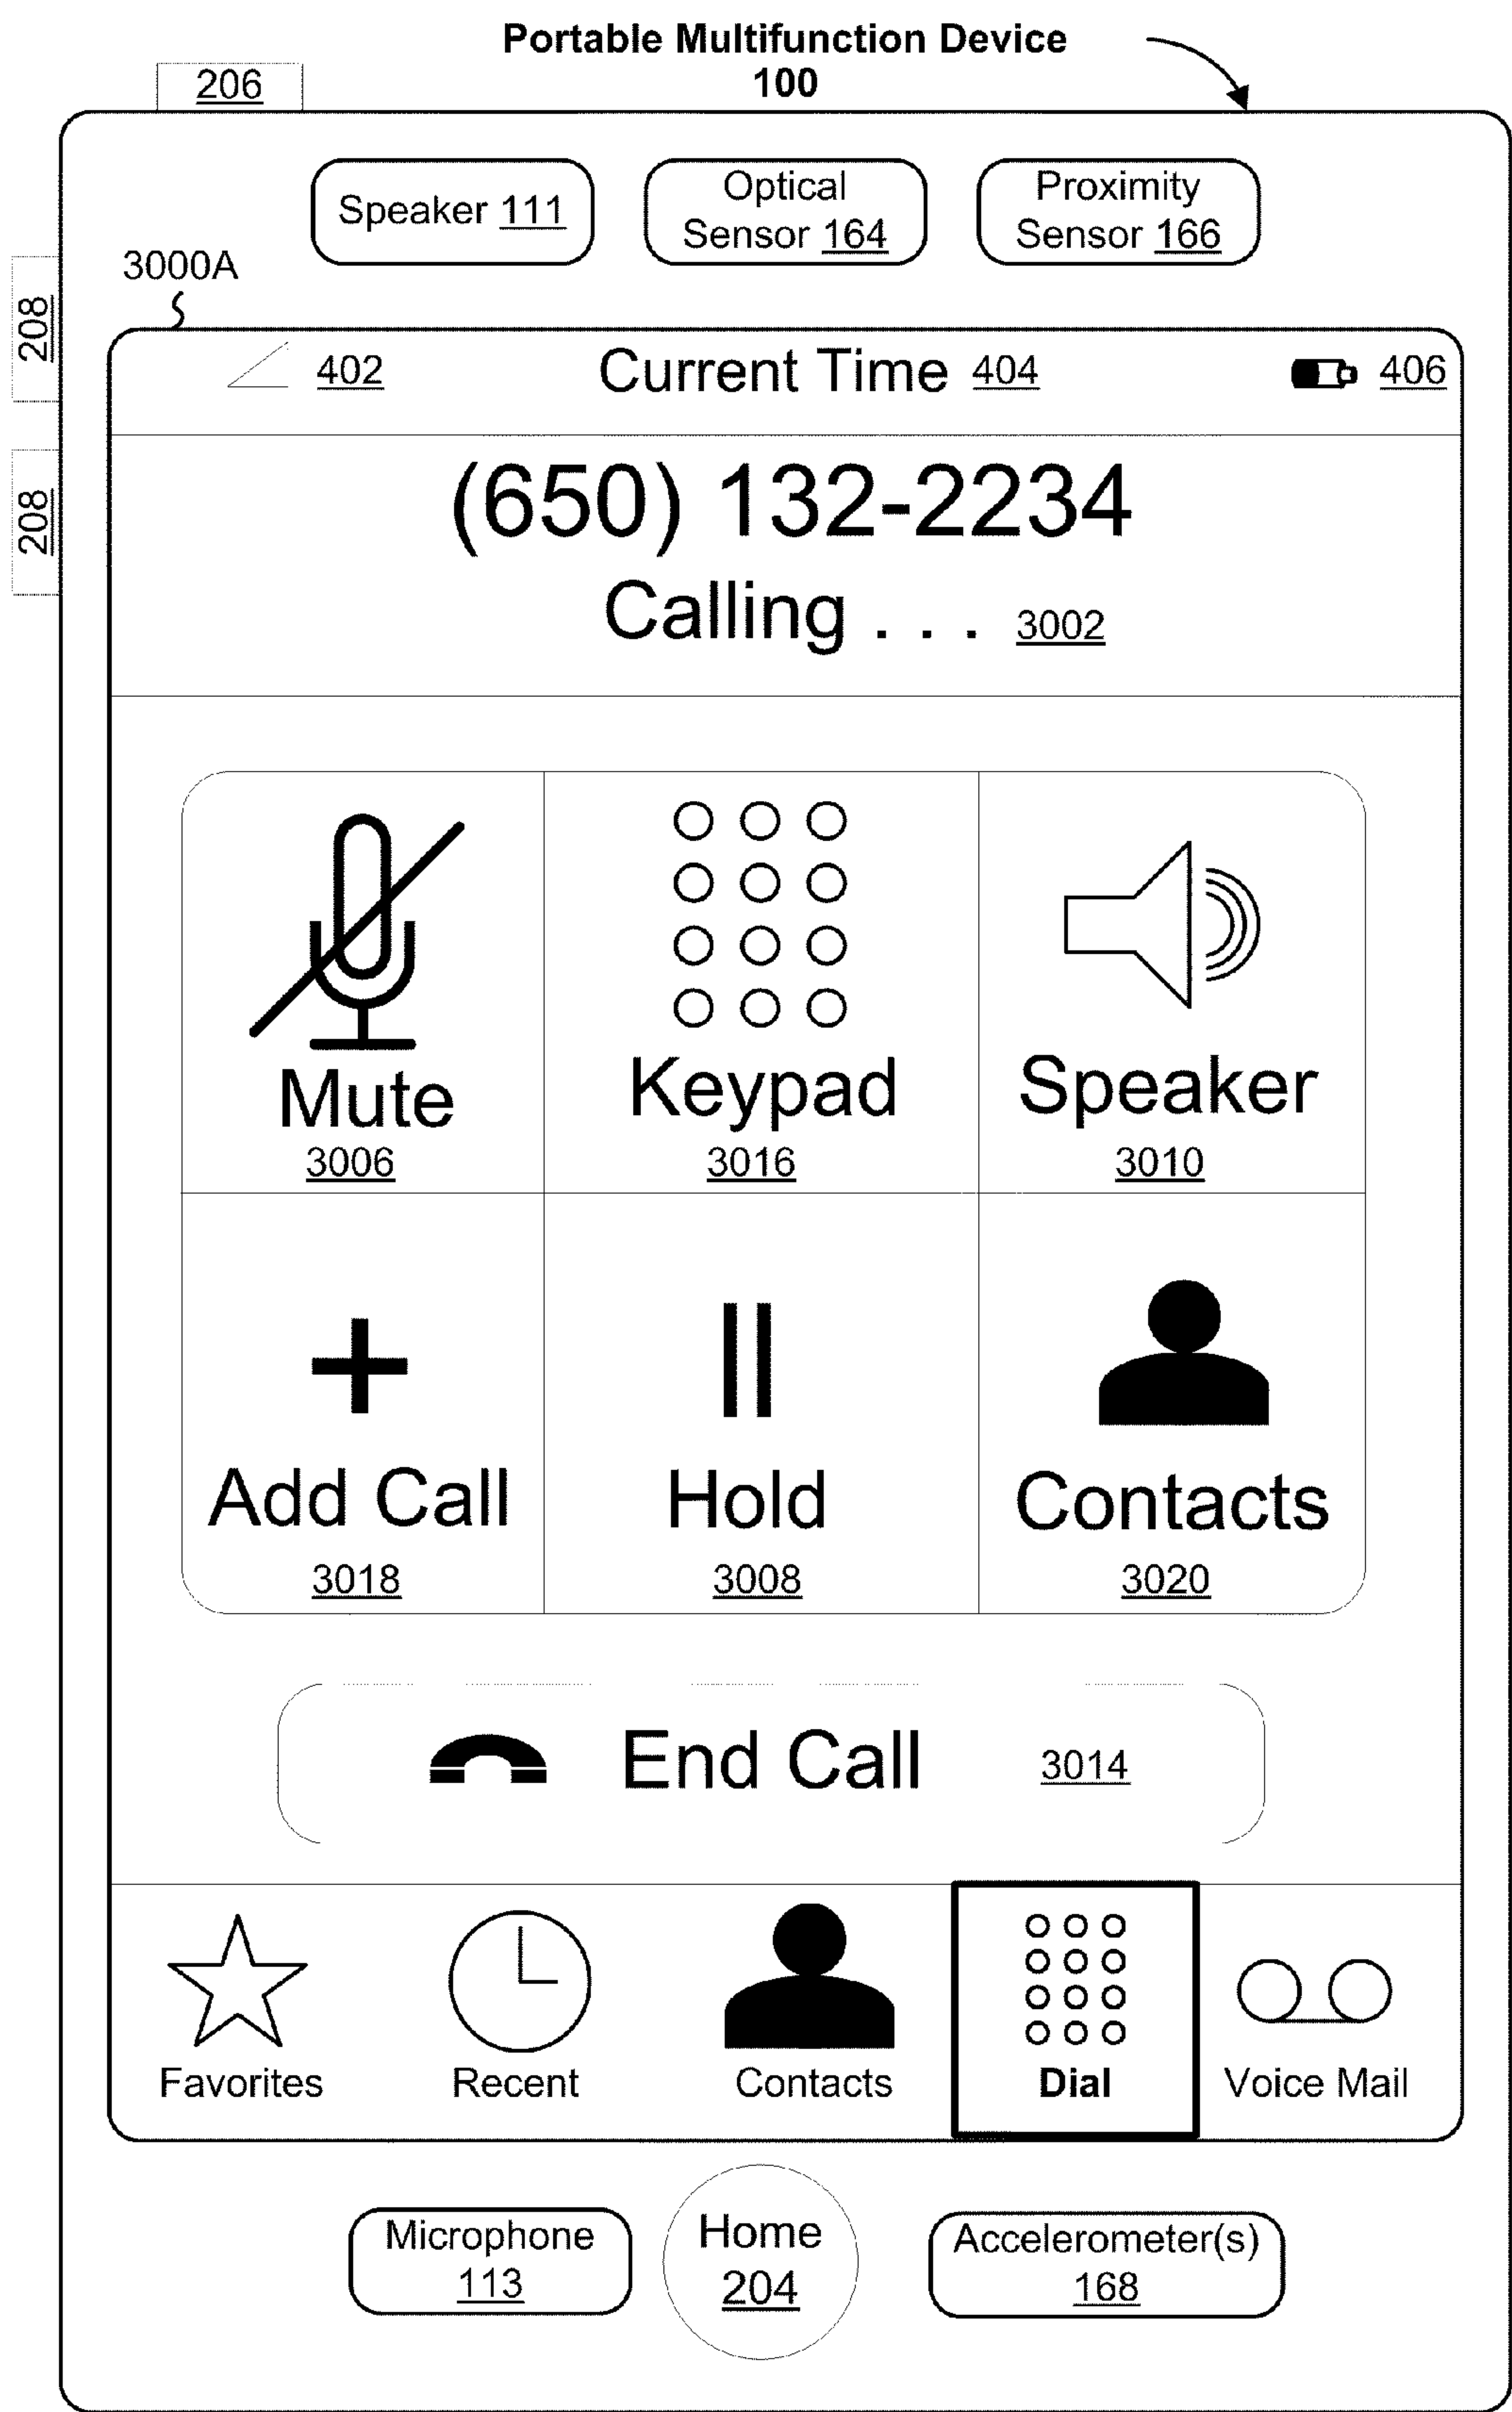 Portable Multifunction Device
100
206
Speaker 111
Optical
Sensor 164
Proximity
Sensor 166
3000A
208
402
Current Time 404
406
208
(650) 132-2234
Calling . . . 3002
Mute
3006
Keypad
3016
Speaker
3010
Add Call
3018
Hold
3008
Contacts
3020
End Call 3014
Favorites
Recent
Contacts
Dial
Voice Mail
Microphone
113
Home
204
Accelerometer(s)
168